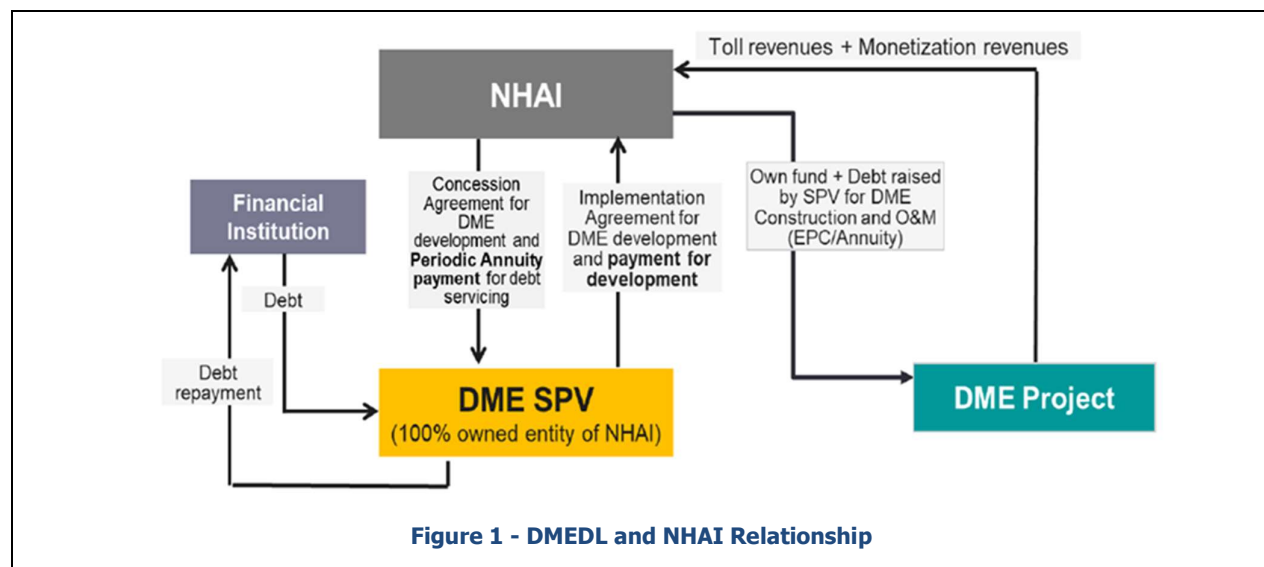 Toll revenues + Monetization revenues
NHAI
Financial
Institution
Concession
Agreement for
DME
development and
Periodic Annuity
payment for debt
servicing
Implementation
Agreement for
DME development
and payment for
development
Own fund + Debt raised
by SPV for DME
Construction and O&M
(EPC/Annuity)
Debt
Debt
repayment
DME SPV
(100% owned entity of NHAI)
DME Project
Figure 1 - DMEDL and NHAI Relationship